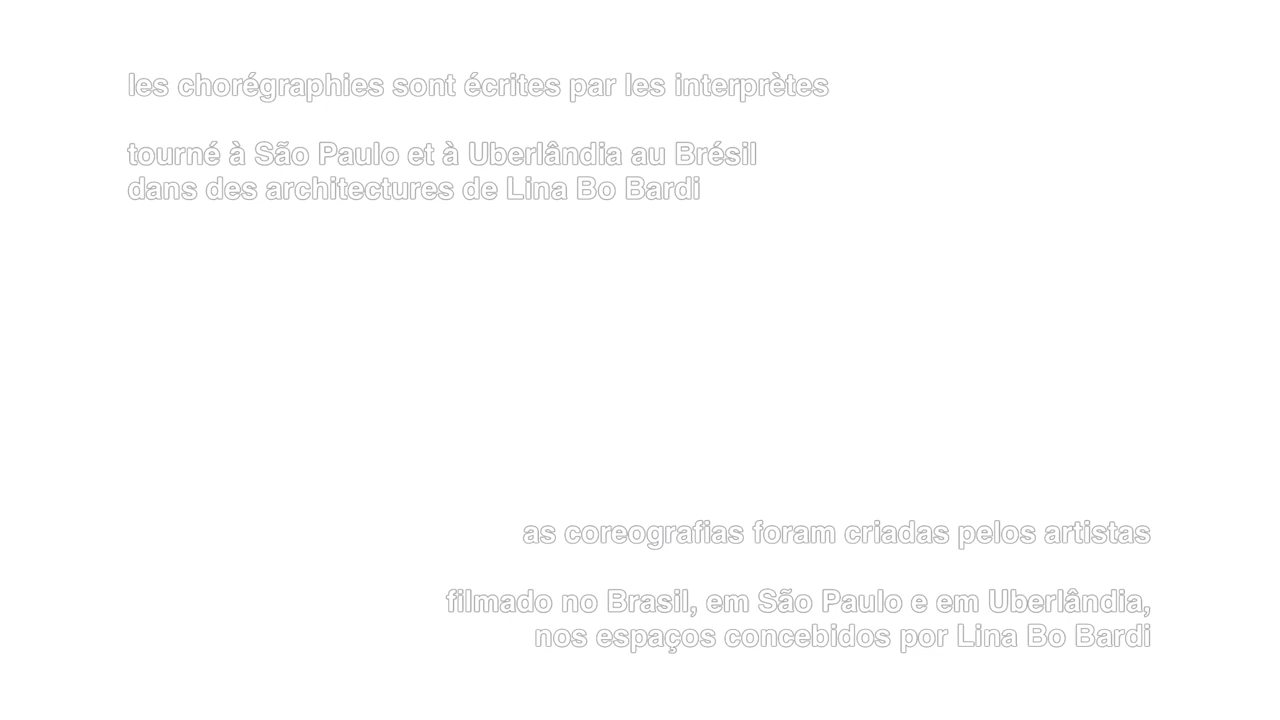 les chorégraphies sont écrites par les interprètes
tourné à São Paulo et à Uberlândia au Brésil
dans des architectures de Lina Bo Bardi
as coreografias foram criadas pelos artistas
filmado no Brasil, em São Paulo e em Uberlândia,
nos espaços concebidos por Lina Bo Bardi